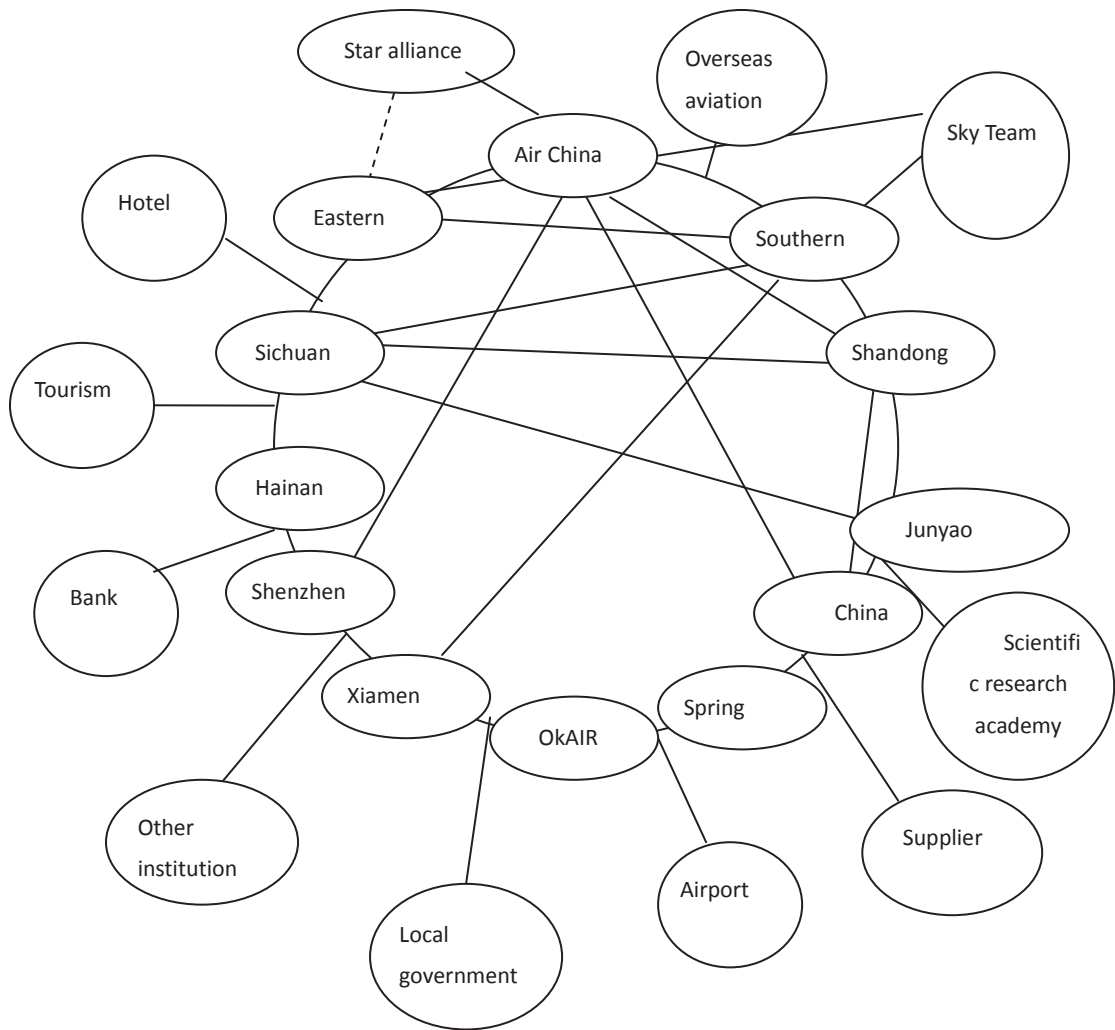 Star alliance
Overseas
aviation
Sky Team
Air China
Hotel
Eastern
Southern
Sichuan
Shandong
Tourism
Hainan
Junyao
Bank
Shenzhen
China
Scientifi
c research
academy
Xiamen
Spring
OkAIR
Other
institution
Supplier
Airport
Local
government